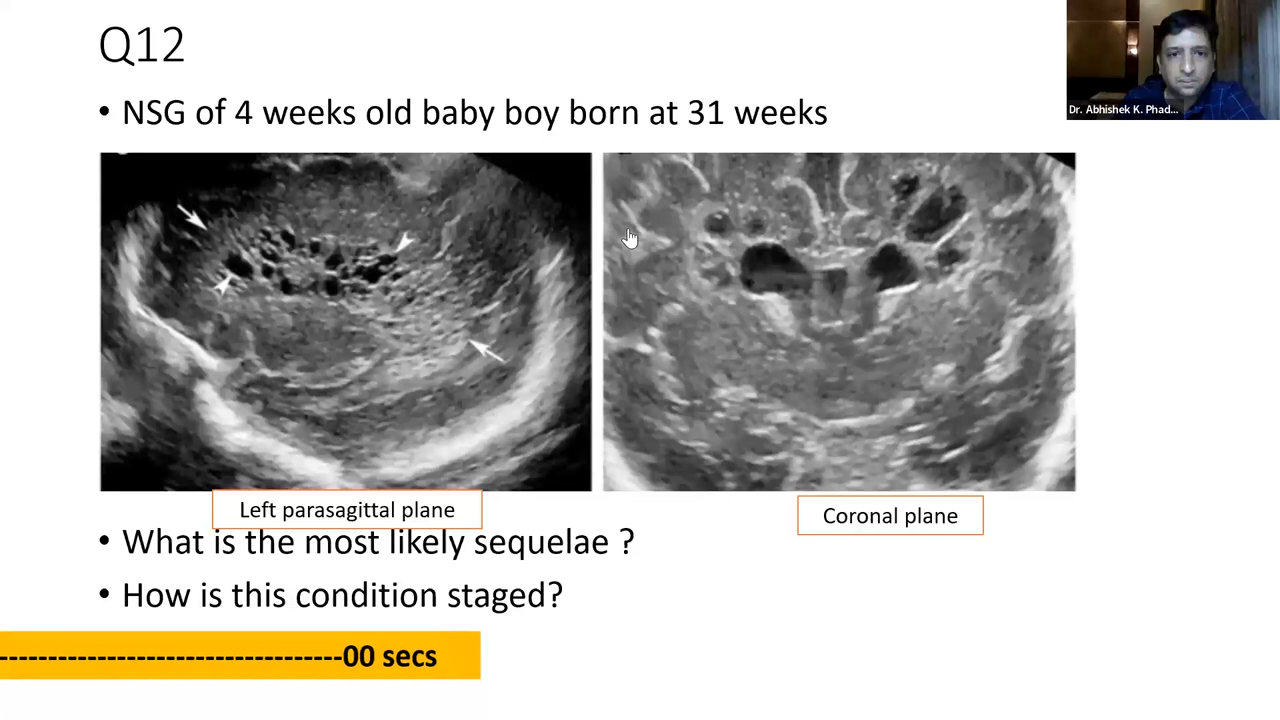 Q12
• NSG of 4 weeks old baby boy born at 31 weeks
Dr. Abhishek K. Phad...
Left parasagittal plane
Coronal plane
• What is the most likely sequelae ?
• How is this condition staged?
-----------------------------------00 secs